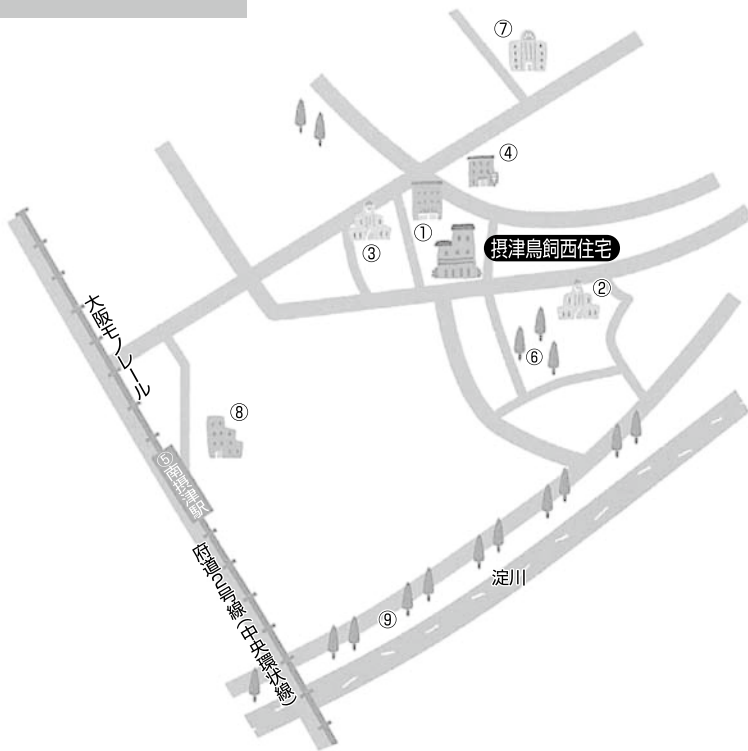 ⑦
④
①
摂津鳥飼西住宅
③
②
大阪モノレール
⑥
⑧
⑤南摂津駅
府道2号線(中央環状線)
淀川
⑨